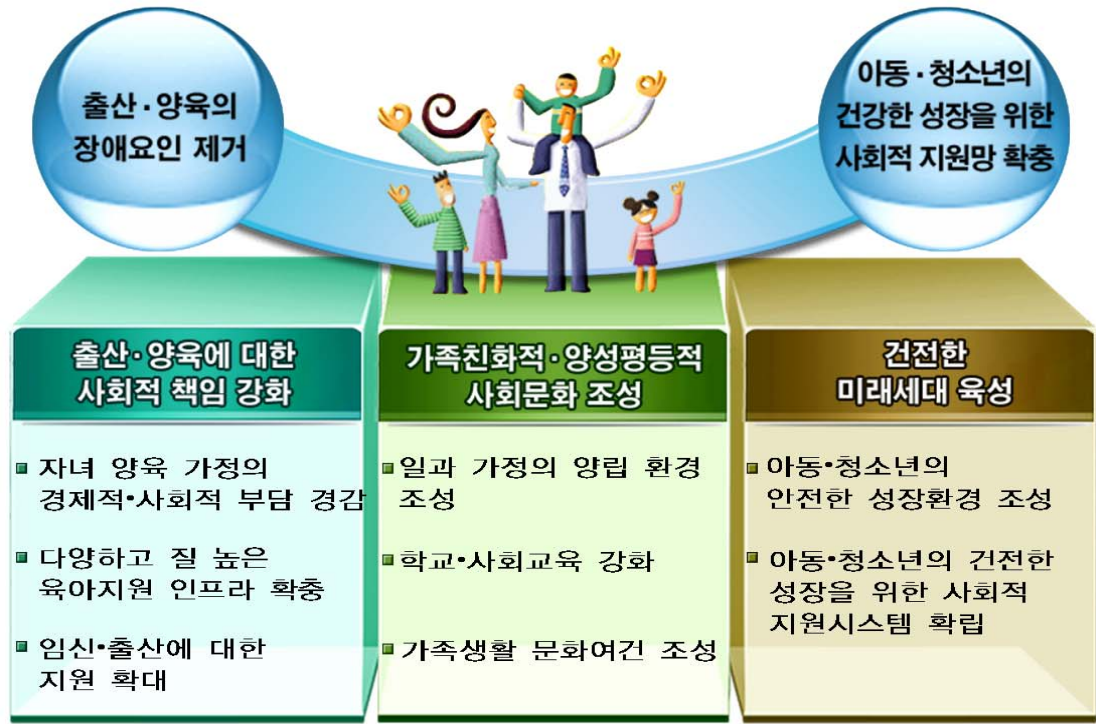 출산·양육의
장애요인 제거
아동·청소년의
건강한 성장을 위한
사회적 지원망 확충
출산·양육에 대한
사회적 책임 강화
자녀 양육 가정의
경제적•사회적 부담 경감
다양하고 질 높은
육아지원 인프라 확충
임신•출산에 대한
지원 확대
가족친화적·양성평등적
사회문화 조성
일과 가정의 양립 환경
조성
학교•사회교육 강화
가족생활 문화여건 조성
건전한
미래세대 육성
아동•청소년의
안전한 성장환경 조성
아동•청소년의 건전한
성장을 위한 사회적
지원시스템 확립